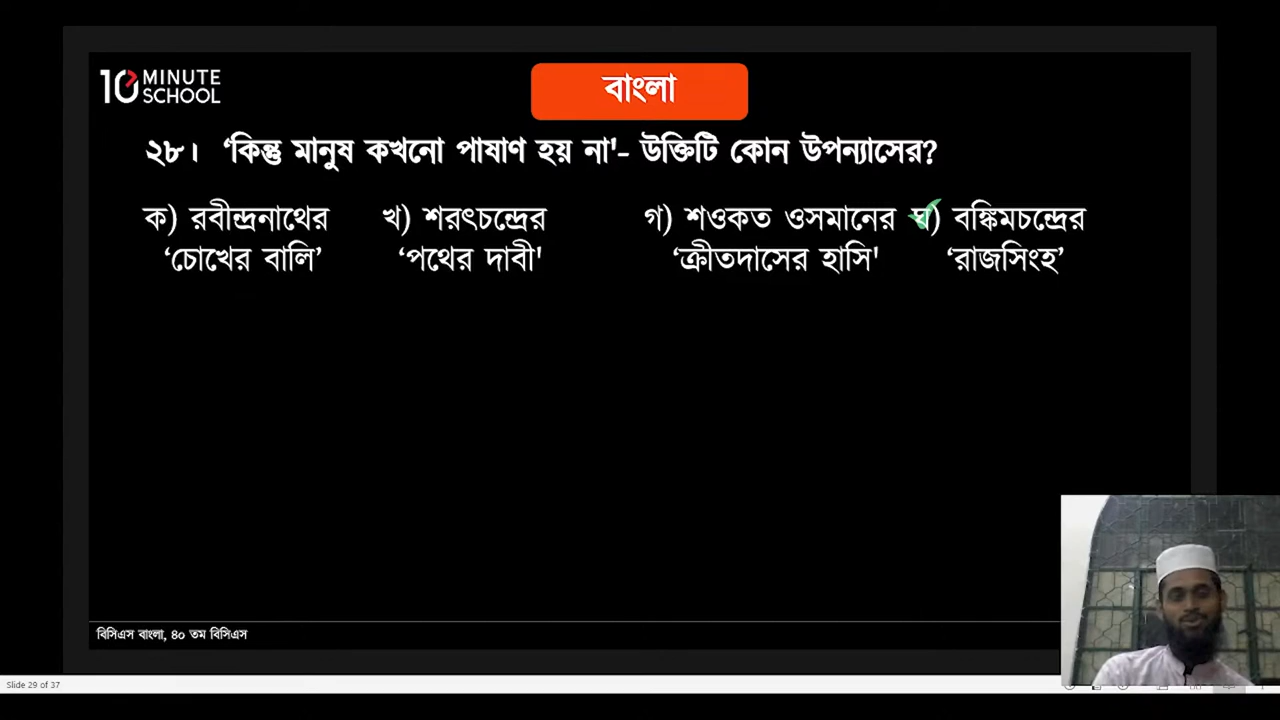 10 MINUTE SCHOOL
বাংলা
২৮। ‘কিন্তু মানুষ কখনো পাষাণ হয় না'- উক্তিটি কোন উপন্যাসের?
ক) রবীন্দ্রনাথের খ) শরৎচন্দ্রের গ) শওকত ওসমানের ঘ) বঙ্কিমচন্দ্রের
‘চোখের বালি’ ‘পথের দাবী' ‘ক্রীতদাসের হাসি' ‘রাজসিংহ’
বিসিএস বাংলা, ৪০ তম বিসিএস
Slide 29 of 37